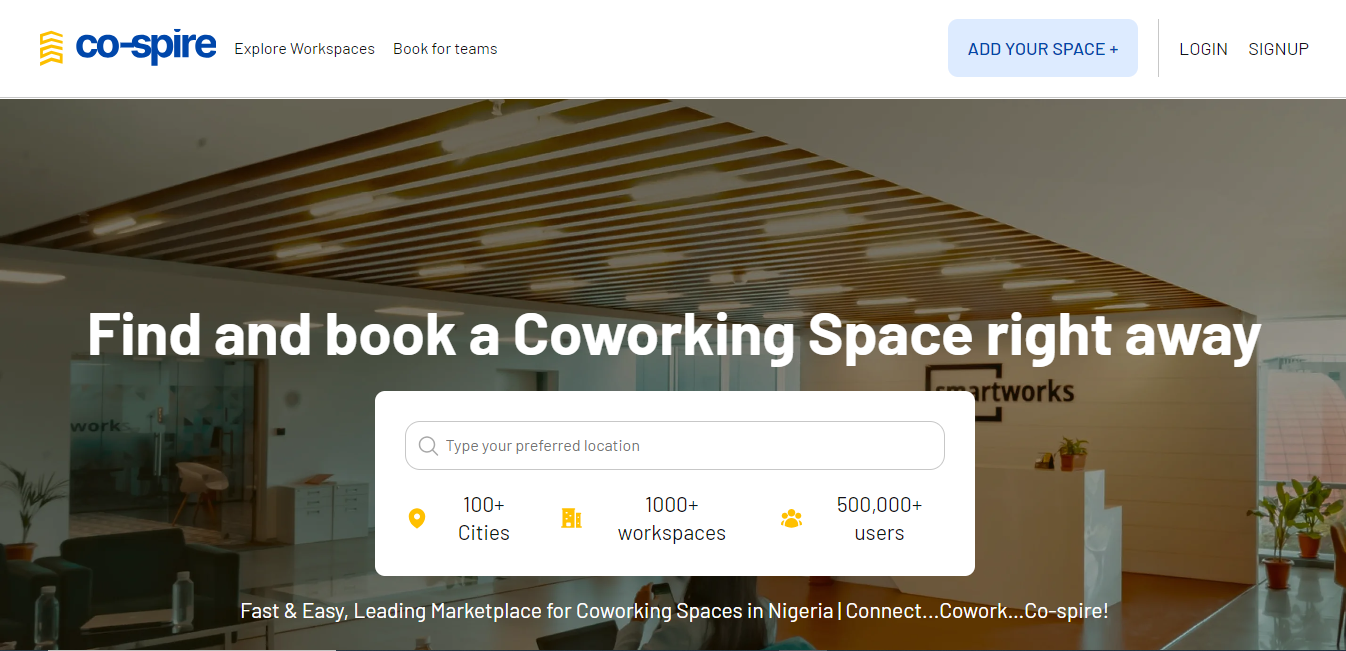 co-spire
Explore Workspaces
Book for teams
ADD YOUR SPACE +
LOGIN
SIGNUP
Find and book a Coworking Space right away
works
Type your preferred location
100+
Cities
1000+
workspaces
500,000+
users
Fast & Easy, Leading Marketplace for Coworking Spaces in Nigeria | Connect...Cowork...Co-spire!